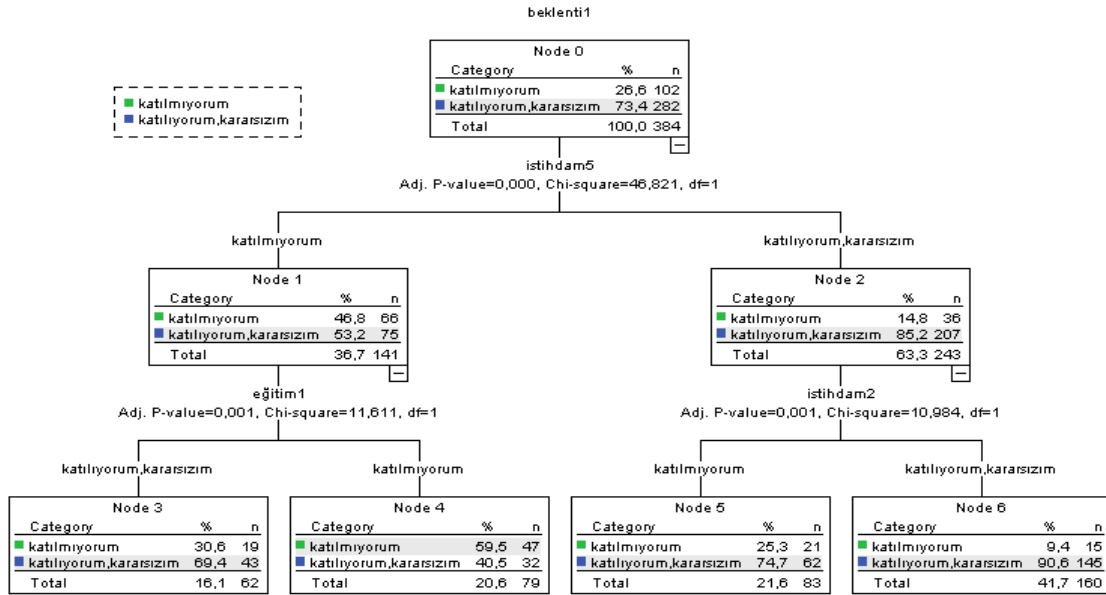 beklenti1
Node 0
Category % n
katılmıyorum 26,6 102
katılıyorum,kararsızım 73,4 282
Total 100,0 384
katılmıyorum
katılıyorum,kararsızım
istihdam5
Adj. P-value=0,000, Chi-square=46,821, df=1
katılmıyorum
katılıyorum,kararsızım
Node 1
Category % n
katılmıyorum 46,8 66
katılıyorum,kararsızım 53,2 75
Total 36,7 141
Node 2
Category % n
katılmıyorum 14,8 36
katılıyorum,kararsızım 85,2 207
Total 63,3 243
eğitim1
Adj. P-value=0,001, Chi-square=11,611, df=1
istihdam2
Adj. P-value=0,001, Chi-square=10,984, df=1
katılıyorum,kararsızım
katılmıyorum
katılmıyorum
katılıyorum,kararsızım
Node 3
Category % n
katılmıyorum 30,6 19
katılıyorum,kararsızım 69,4 43
Total 16,1 62
Node 4
Category % n
katılmıyorum 59,5 47
katılıyorum,kararsızım 40,5 32
Total 20,6 79
Node 5
Category % n
katılmıyorum 25,3 21
katılıyorum,kararsızım 74,7 62
Total 21,6 83
Node 6
Category % n
katılmıyorum 9,4 15
katılıyorum,kararsızım 90,6 145
Total 41,7 160